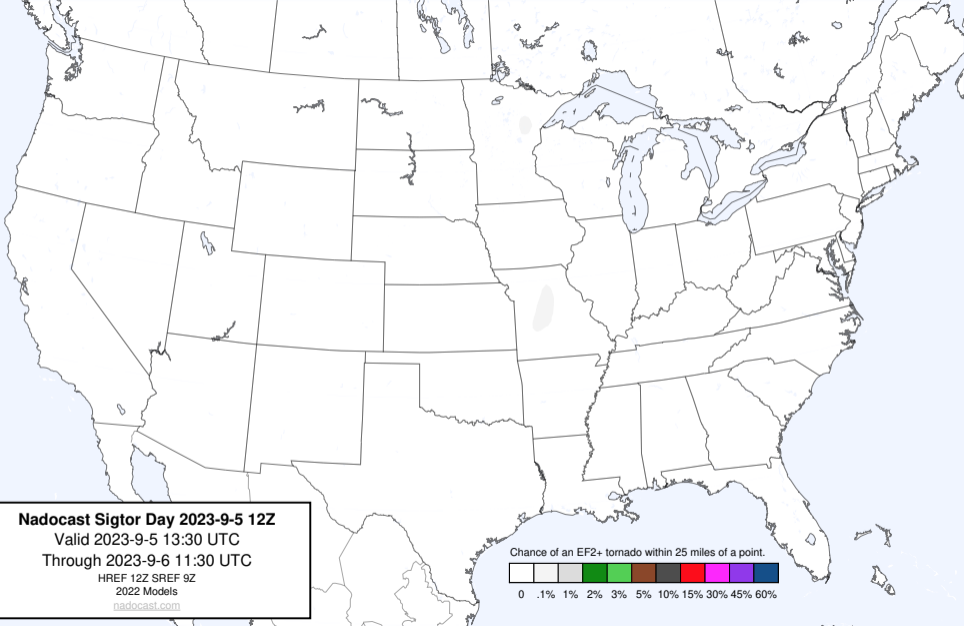 Nadocast Sigtor Day 2023-9-5 12Z
Valid 2023-9-5 13:30 UTC
Through 2023-9-6 11:30 UTC
HREF 12Z SREF 9Z
2022 Models
nadocast.com
Chance of an EF2+ tornado within 25 miles of a point.
0 .1% 1% 2% 3% 5% 10% 15% 30% 45% 60%